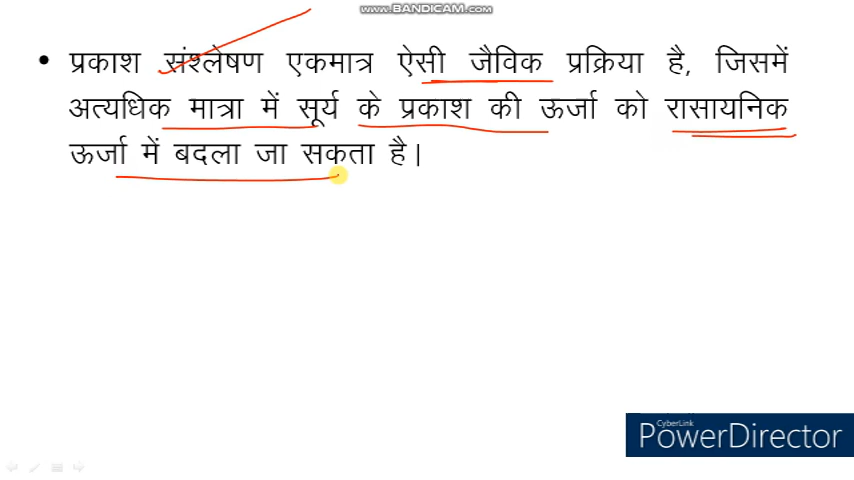 www.BANDICAM.com
• प्रकाश संश्लेषण एकमात्र ऐसी जैविक प्रक्रिया है, जिसमें
अत्यधिक मात्रा में सूर्य के प्रकाश की ऊर्जा को रासायनिक
ऊर्जा में बदला जा सकता है।
CyberLink
PowerDirector